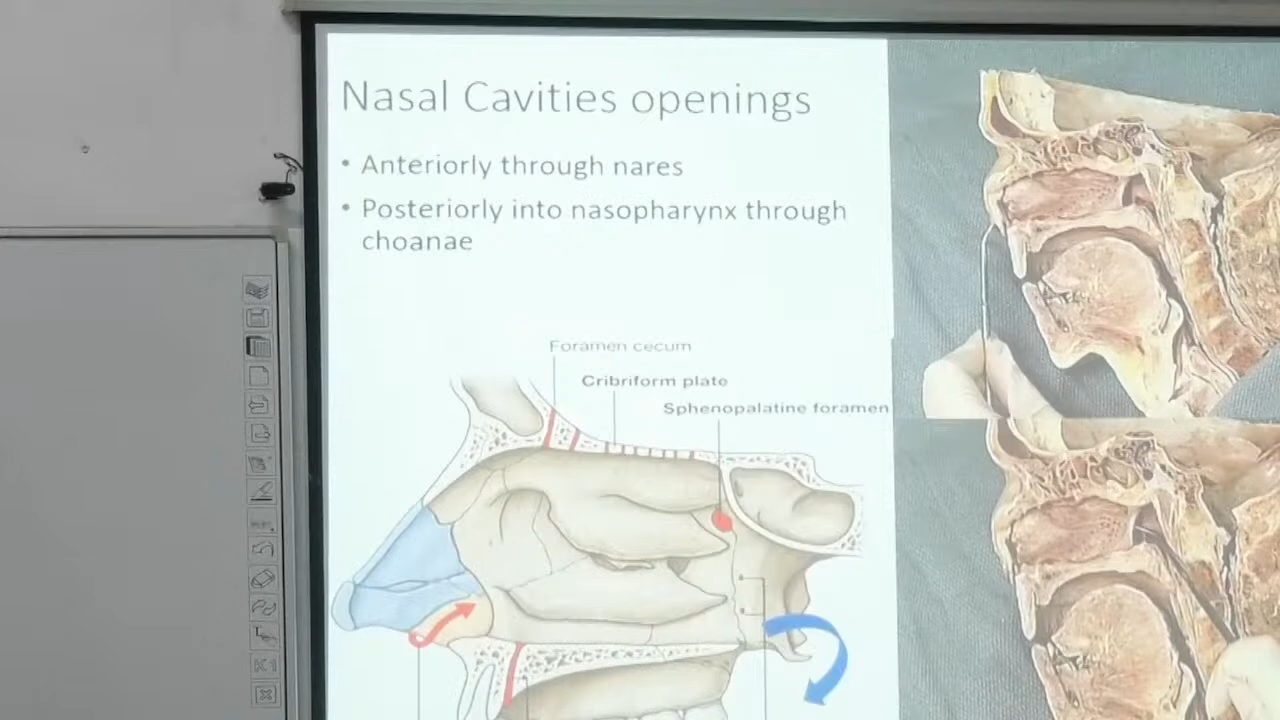 Nasal Cavities openings
• Anteriorly through nares
• Posteriorly into nasopharynx through
choanae
Foramen cecum
Cribriform plate
Sphenopalatine foramen